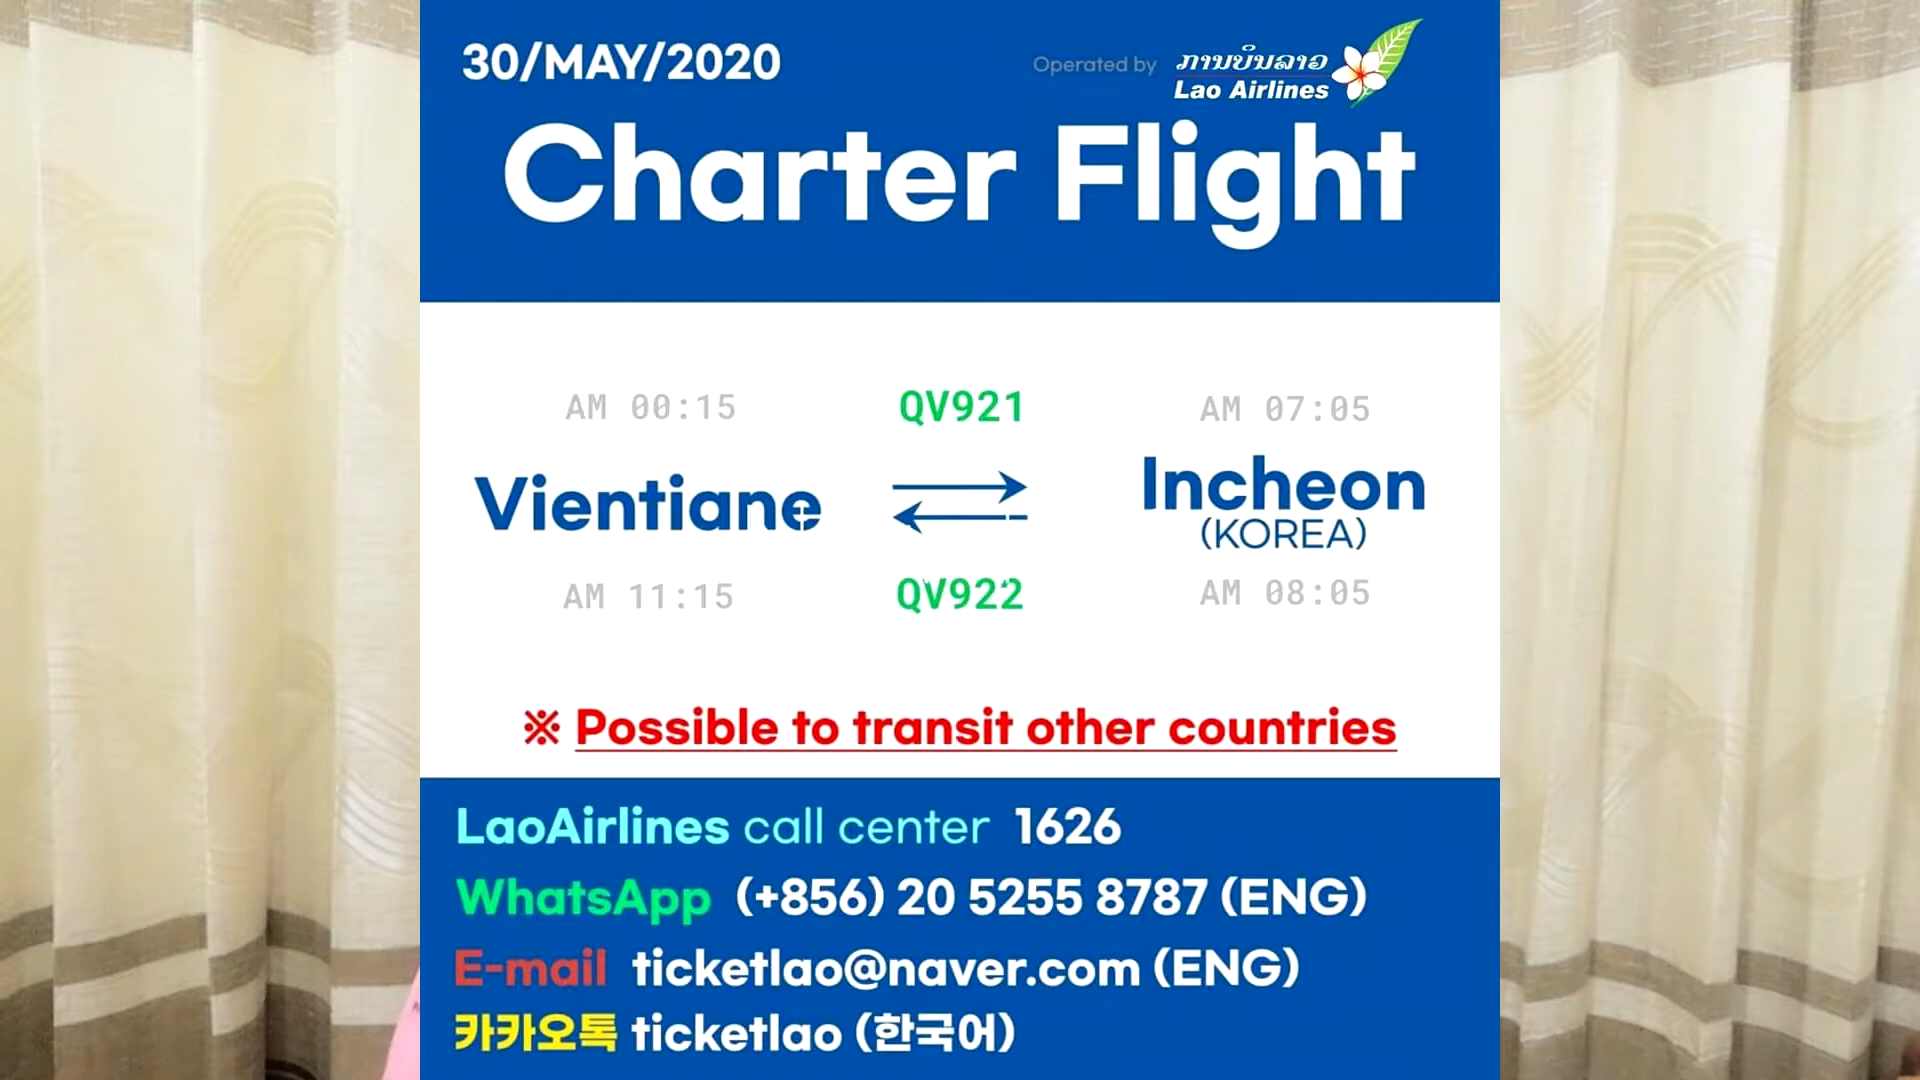 30/MAY/2020
Operated by ການບິນລາວ
Lao Airlines
Charter Flight
AM 00:15 QV921 AM 07:05
Vientiane Incheon
(KOREA)
AM 11:15 QV922 AM 08:05
※ Possible to transit other countries
LaoAirlines call center 1626
WhatsApp (+856) 20 5255 8787 (ENG)
E-mail ticketlao@naver.com (ENG)
카카오톡 ticketlao (한국어)